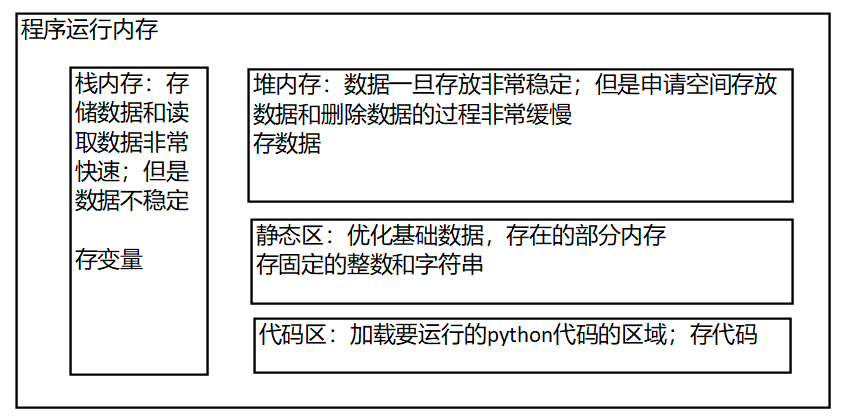 程序运行内存
栈内存：存
储数据和读
取数据非常
快速；但是
数据不稳定
存变量
堆内存：数据一旦存放非常稳定；但是申请空间存放
数据和删除数据的过程非常缓慢
存数据
静态区：优化基础数据，存在的部分内存
存固定的整数和字符串
代码区：加载要运行的python代码的区域；存代码